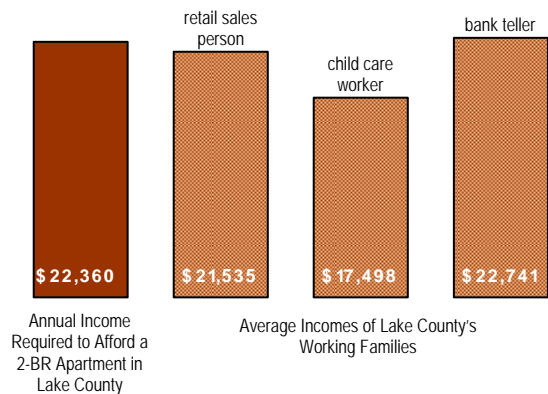 retail sales
person
child care
worker
bank teller
$22,360
$21,535
$17,498
$22,741
Annual Income
Required to Afford a
2-BR Apartment in
Lake County
Average Incomes of Lake County's
Working Families